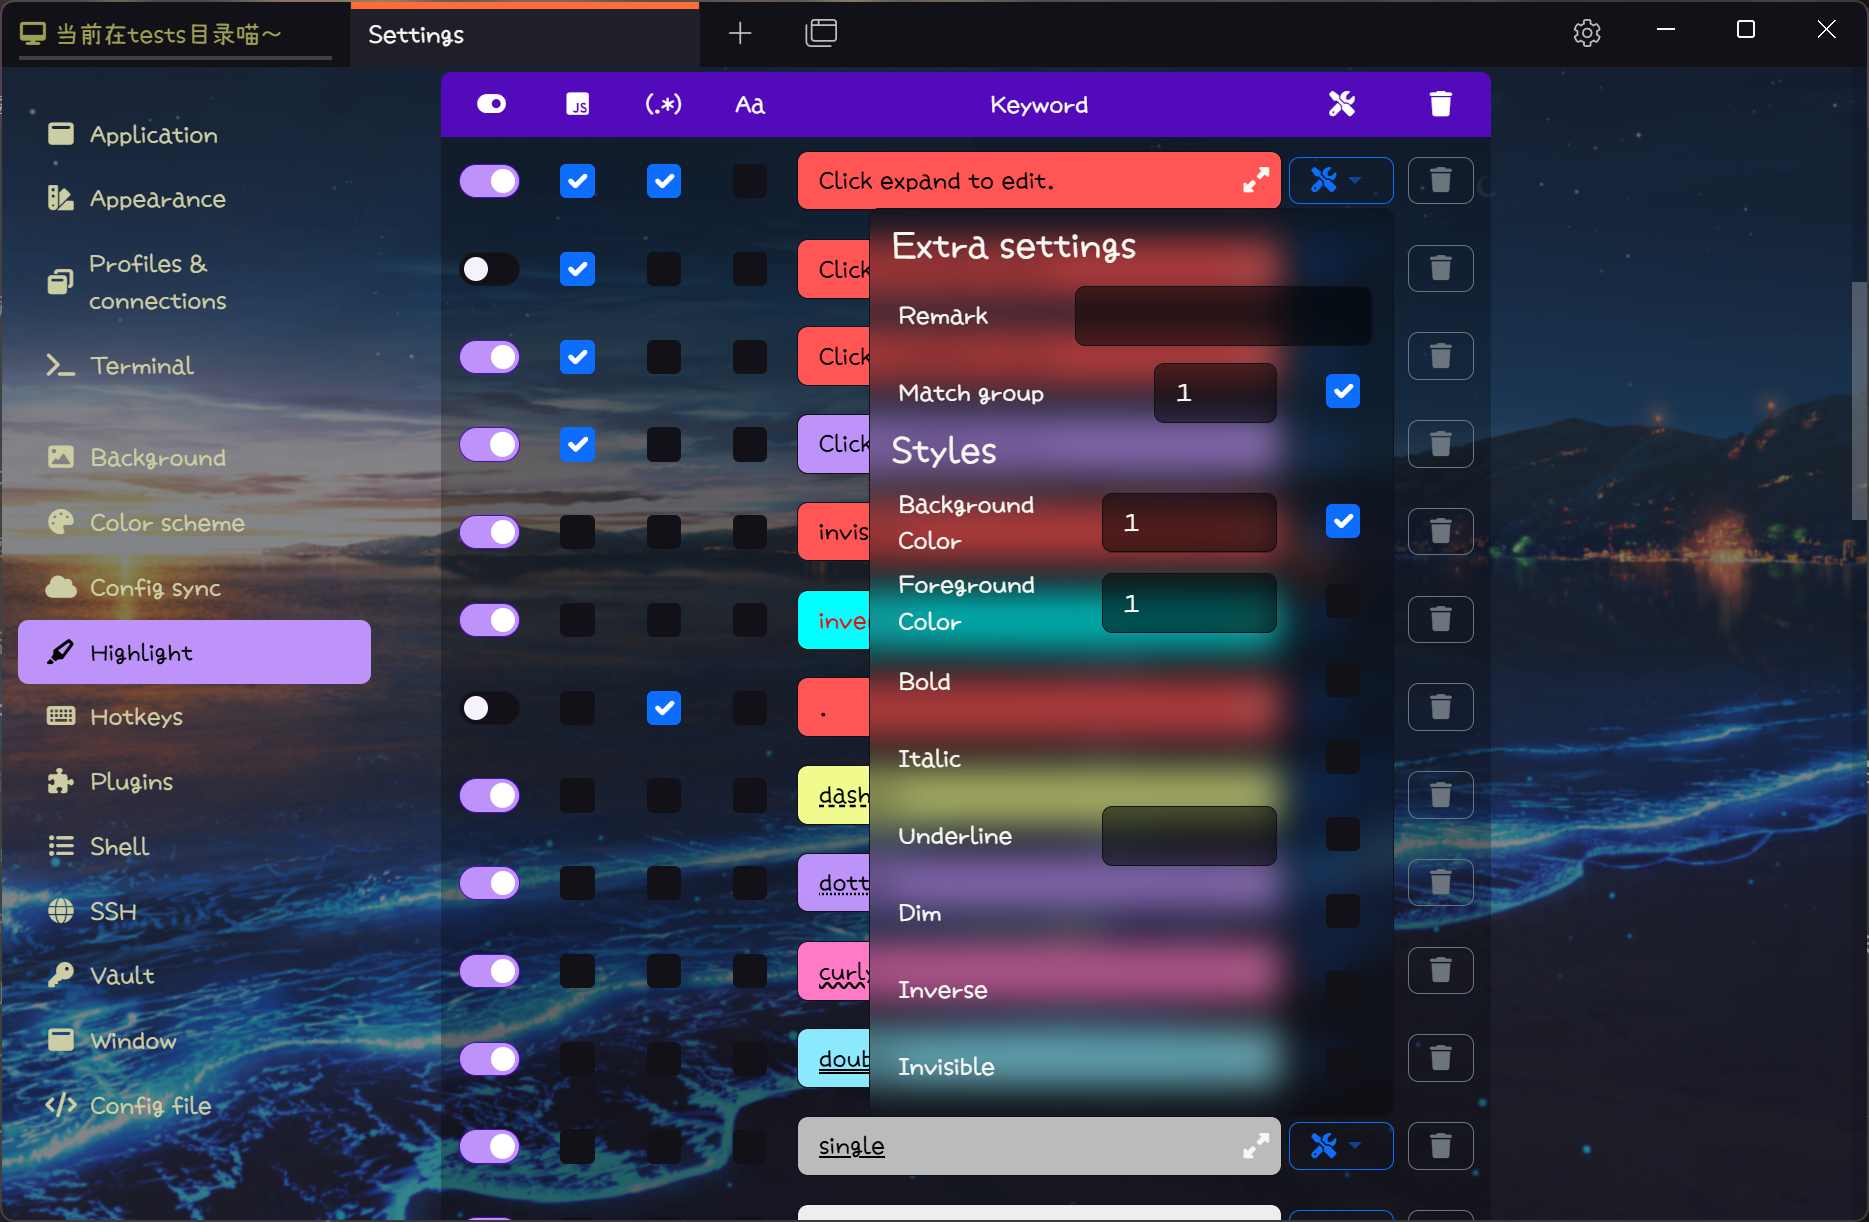 当前在tests目录喵～
Settings
Application
Appearance
Profiles &
connections
Terminal
Background
Color scheme
Config sync
Highlight
Hotkeys
Plugins
Shell
SSH
Vault
Window
Config file
JS
(.*)
Aa
Keyword
Click expand to edit.
Click
Click
Click
invis
inve
.
dash
dott
curly
doub
single
Extra settings
Remark
Match group
1
Styles
Background
Color
1
Foreground
Color
1
Bold
Italic
Underline
Dim
Inverse
Invisible